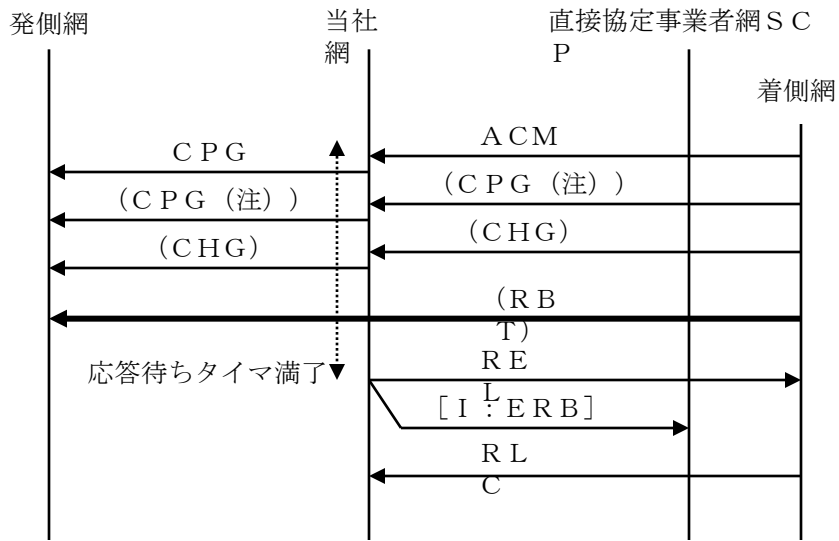 発側網
当社
網
直接協定事業者網ＳＣ
Ｐ
着側網
ＡＣＭ
ＣＰＧ
（ＣＰＧ（注））
（ＣＰＧ（注））
（ＣＨＧ）
（ＣＨＧ）
（ＲＢ
Ｔ）
応答待ちタイマ満了
ＲＥ
Ｌ
［Ｉ：ＥＲＢ］
ＲＬ
Ｃ